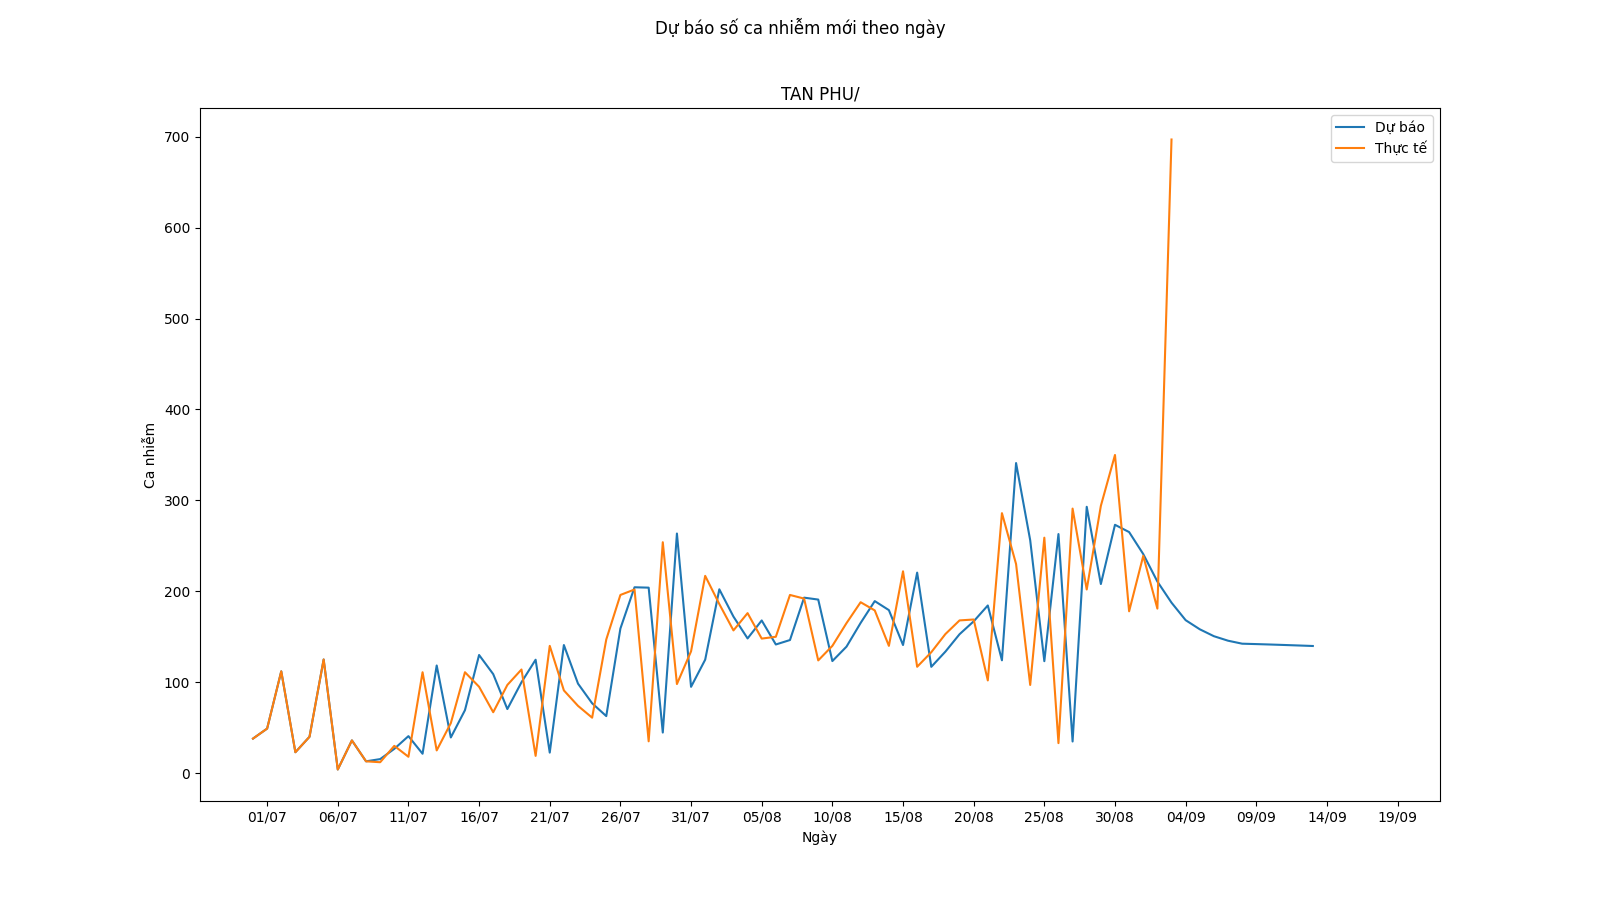 Dự báo số ca nhiễm mới theo ngày
TAN PHU/
Dự báo
Thực tế
700
600
500
400
300
200
100
0
Ca nhiễm
01/07 06/07 11/07 16/07 21/07 26/07 31/07 05/08 10/08 15/08 20/08 25/08 30/08 04/09 09/09 14/09 19/09
Ngày